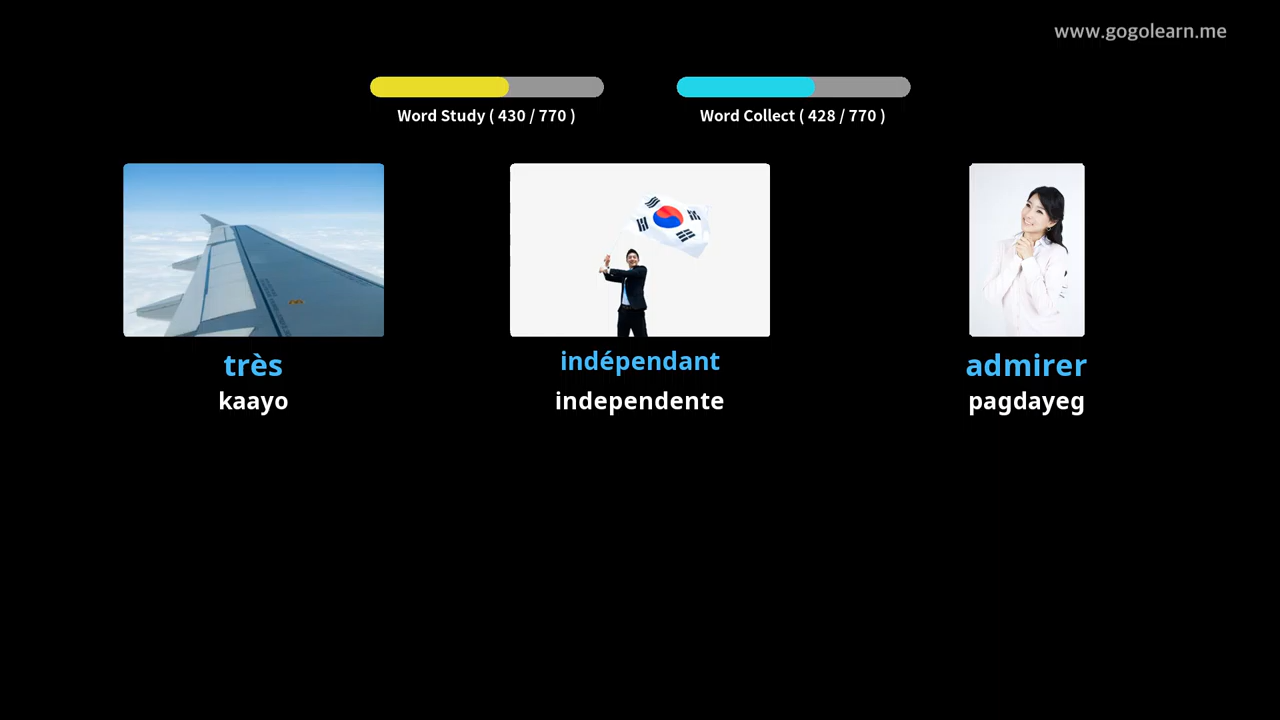 www.gogolearn.me
Word Study ( 430 / 770 )
Word Collect ( 428 / 770 )
très
indépendant
admirer
kaayo
independente
pagdayeg